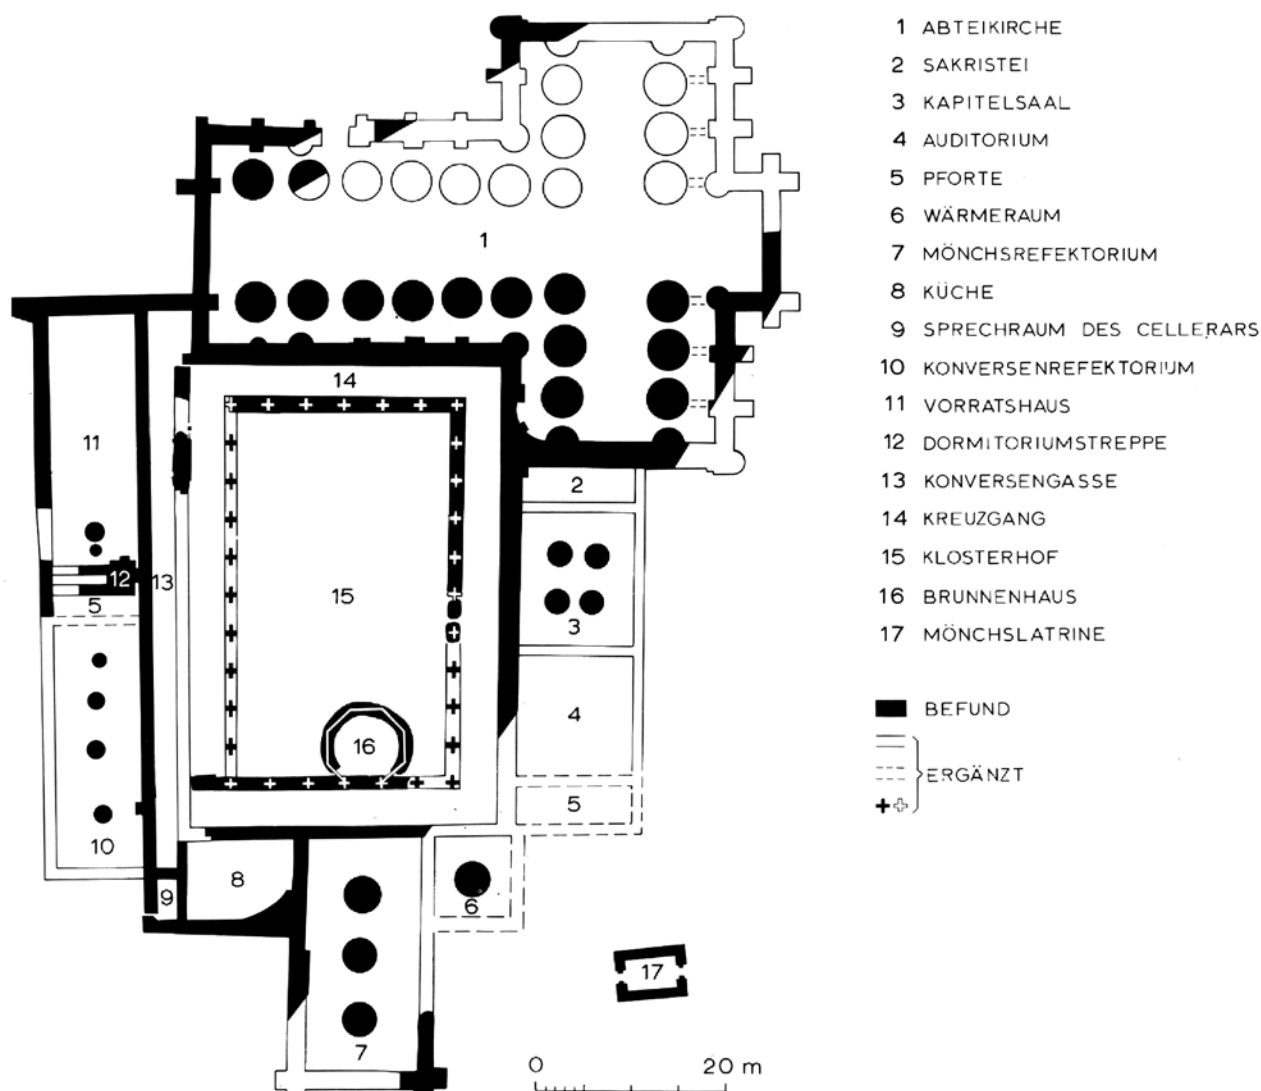 1 ABTEIKIRCHE
2 SAKRISTEI
3 KAPITELSAAL
4 AUDITORIUM
5 PFORTE
6 WÄRMERAUM
7 MÖNCHSREFEKTORIUM
8 KÜCHE
9 SPRECHRAUM DES CELLERARS
10 KONVERSENREFEKTORIUM
11 VORRATSHAUS
12 DORMITORIUMSTREPPE
13 KONVERSENGASSE
14 KREUZGANG
15 KLOSTERHOF
16 BRUNNENHAUS
17 MÖNCHSLATRINE
BEFUND
ERGÄNZT
1
14
11
2
12
13
5
15
3
4
16
5
10
8
9
6
17
7
0 20 m